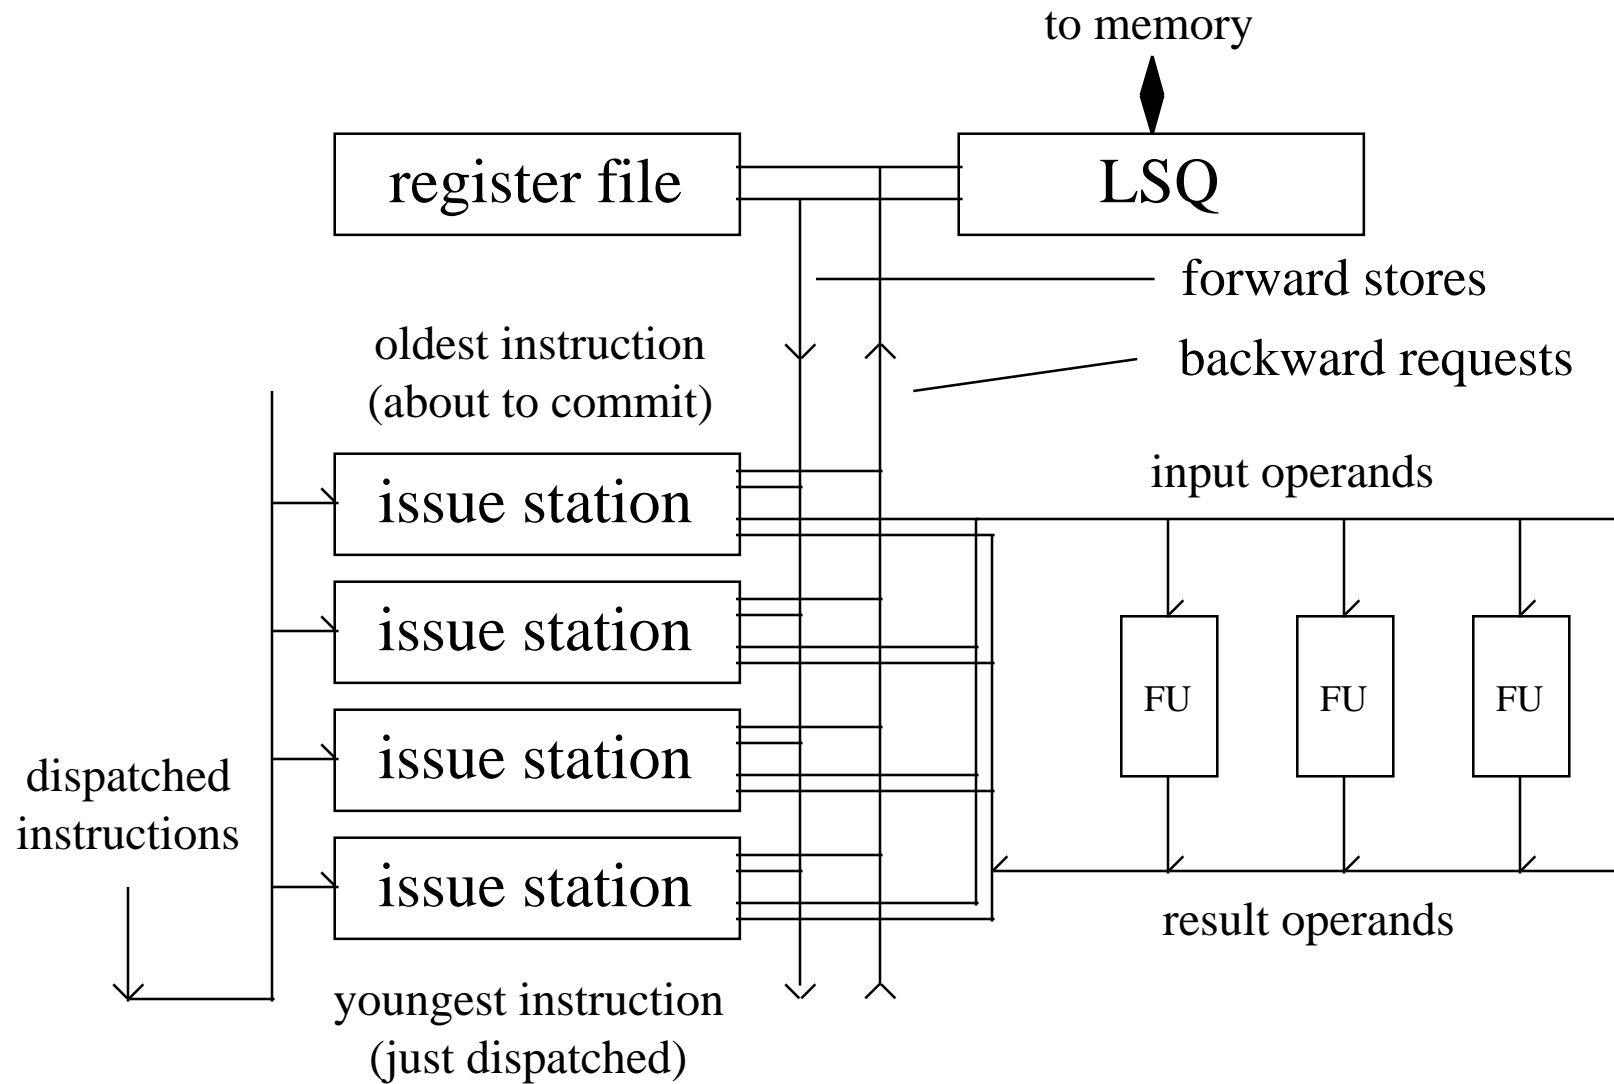 to memory
register file
LSQ
forward stores
oldest instruction
(about to commit)
backward requests
input operands
issue station
issue station
FU
FU
FU
issue station
dispatched
instructions
issue station
result operands
youngest instruction
(just dispatched)